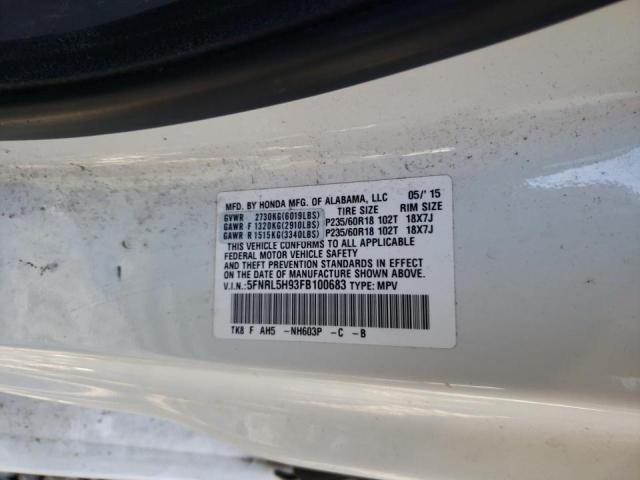 MFD. BY HONDA MFG. OF ALABAMA, LLC 05/'15
TIRE SIZE RIM SIZE
GVWR 2730KG(6019LBS)
GAWR F 1320KG(2910LBS) P235/60R18 102T 18X7J
GAWR R 1515KG(3340LBS) P235/60R18 102T 18X7J
THIS VEHICLE CONFORMS TO ALL APPLICABLE
FEDERAL MOTOR VEHICLE SAFETY
AND THEFT PREVENTION STANDARDS IN EFFECT
ON THE DATE OF MANUFACTURE SHOWN ABOVE.
V.I.N.:5FNRL5H93FB100683 TYPE: MPV
TK8 F AH5 -NH603P -C -B